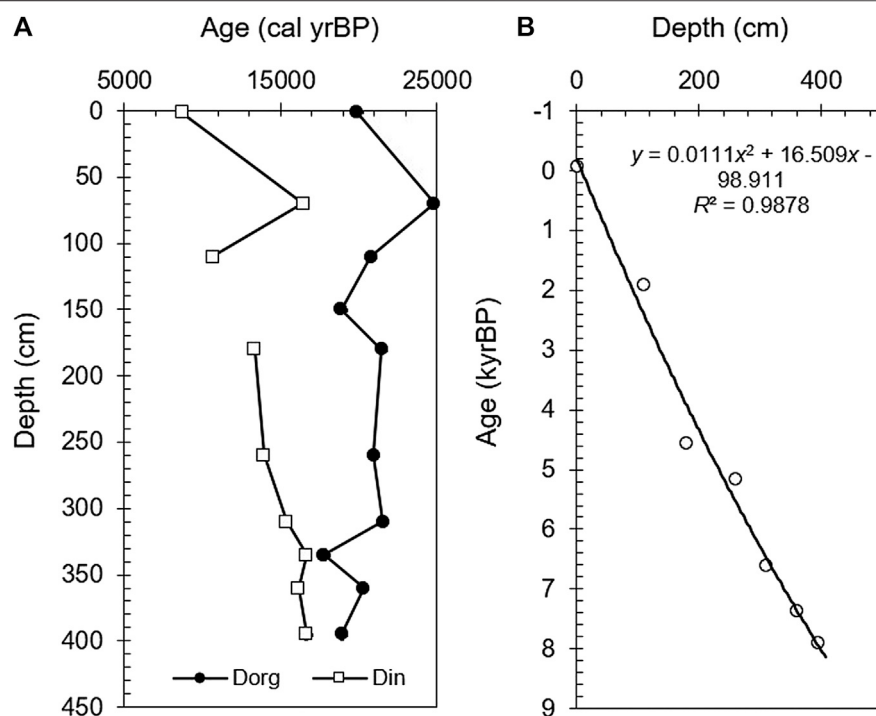 A
Age (cal yrBP)
5000 15000 25000
0
50
100
150
200
250
300
350
400
450
Depth (cm)
Dorg Din
B
Depth (cm)
0 200 400
-1
0
1
2
3
4
5
6
7
8
9
Age (kyrBP)
y = 0.0111x² + 16.509x -
98.911
R² = 0.9878